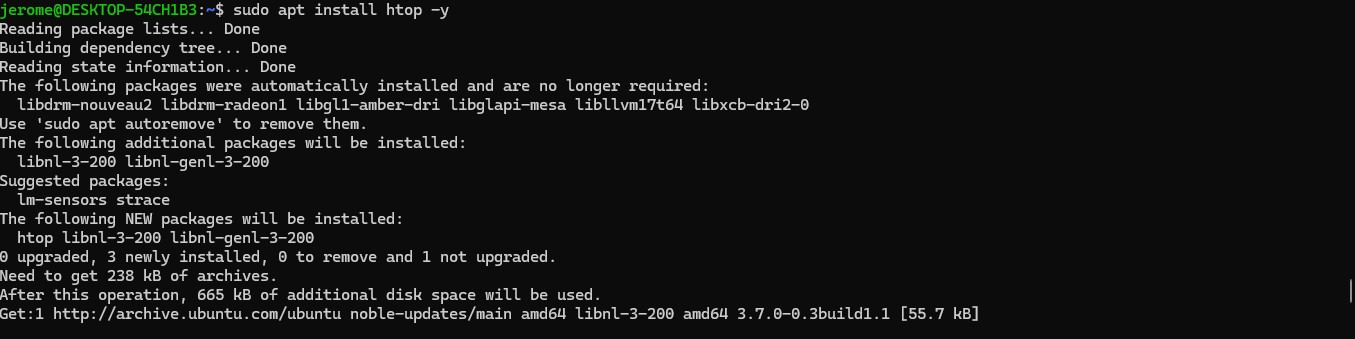 jerome@DESKTOP-54CH1B3:~$ sudo apt install htop -y
Reading package lists... Done
Building dependency tree... Done
Reading state information... Done
The following packages were automatically installed and are no longer required:
  libdrm-nouveau2 libdrm-radeon1 libgl1-amber-dri libglapi-mesa libllvm17t64 libxcb-dri2-0
Use 'sudo apt autoremove' to remove them.
The following additional packages will be installed:
  libnl-3-200 libnl-genl-3-200
Suggested packages:
  lm-sensors strace
The following NEW packages will be installed:
  htop libnl-3-200 libnl-genl-3-200
0 upgraded, 3 newly installed, 0 to remove and 1 not upgraded.
Need to get 238 kB of archives.
After this operation, 665 kB of additional disk space will be used.
Get:1 http://archive.ubuntu.com/ubuntu noble-updates/main amd64 libnl-3-200 amd64 3.7.0-0.3build1.1 [55.7 kB]